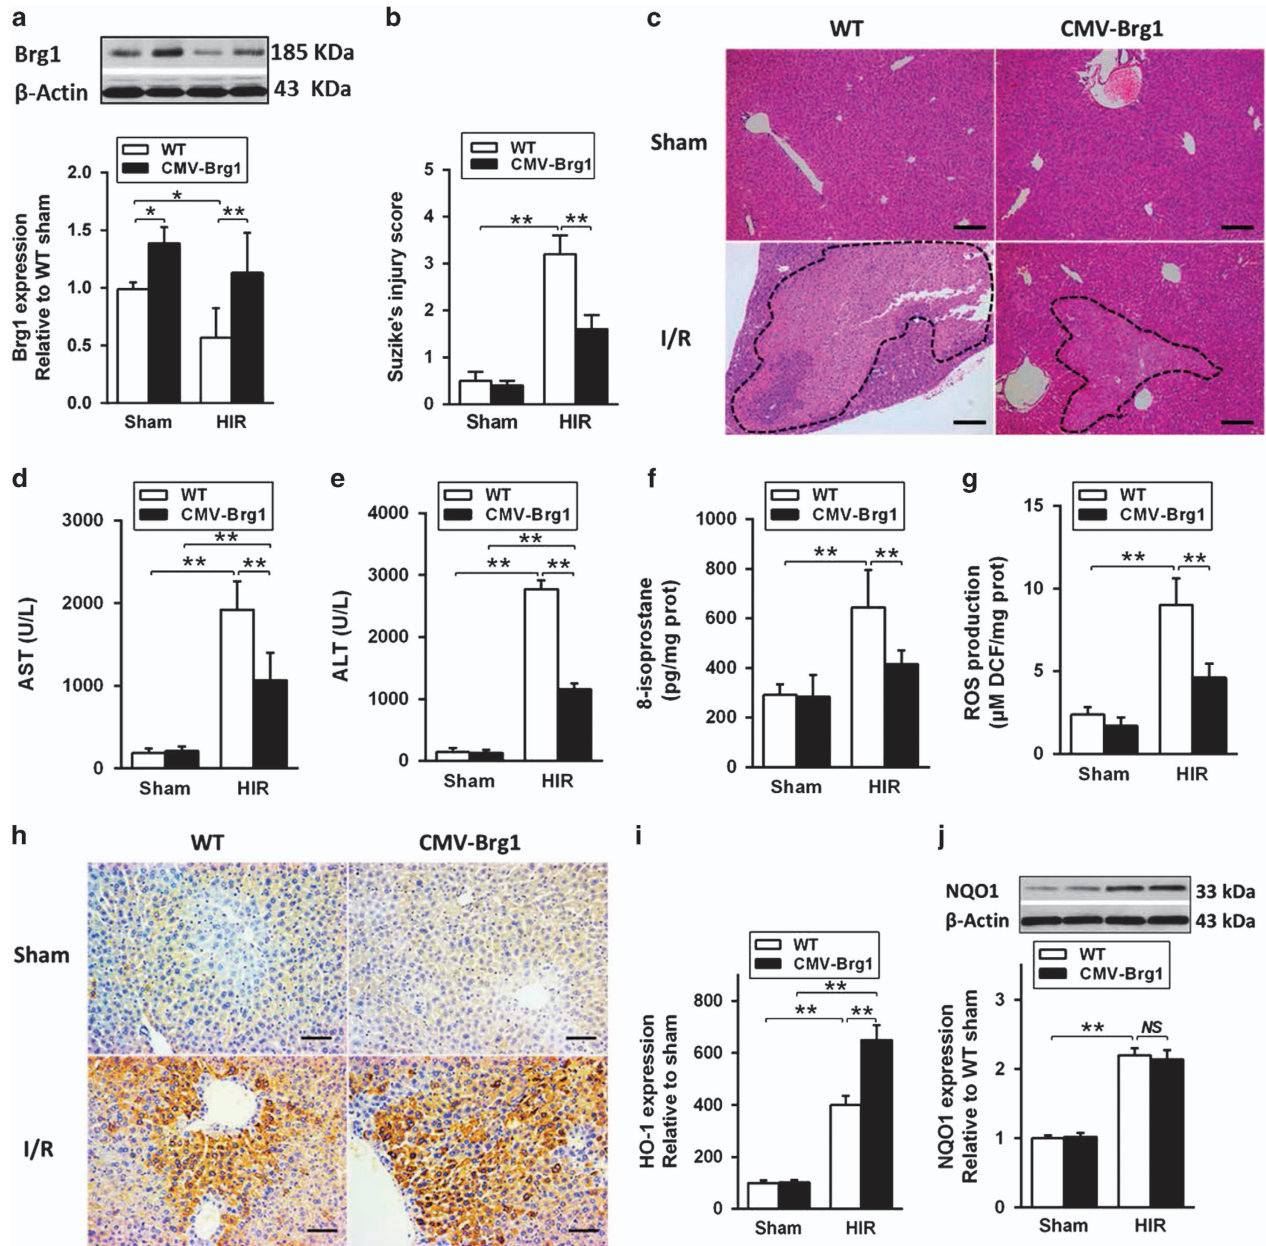 a
Brg1
185 KDa
β-Actin
43 KDa
WT
CMV-Brg1
Brg1 expression
Relative to WT sham
2.0
1.5
1.0
0.5
0.0
*
*
**
Sham
HIR
b
WT
CMV-Brg1
Suzike's injury score
5
4
3
2
1
0
**
**
Sham
HIR
c
WT
CMV-Brg1
Sham
I/R
d
WT
CMV-Brg1
AST (U/L)
3000
2000
1000
0
**
**
**
Sham
HIR
e
WT
CMV-Brg1
ALT (U/L)
4000
3000
2000
1000
0
**
**
**
Sham
HIR
f
WT
CMV-Brg1
8-isoprostane
(pg/mg prot)
1000
800
600
400
200
0
**
**
Sham
HIR
g
WT
CMV-Brg1
ROS production
(μM DCF/mg prot)
15
10
5
0
**
**
Sham
HIR
h
WT
CMV-Brg1
Sham
I/R
i
WT
CMV-Brg1
HO-1 expression
Relative to sham
800
600
400
200
0
**
**
**
Sham
HIR
j
NQO1
33 kDa
β-Actin
43 kDa
WT
CMV-Brg1
NQO1 expression
Relative to WT sham
3
2
1
0
**
NS
Sham
HIR